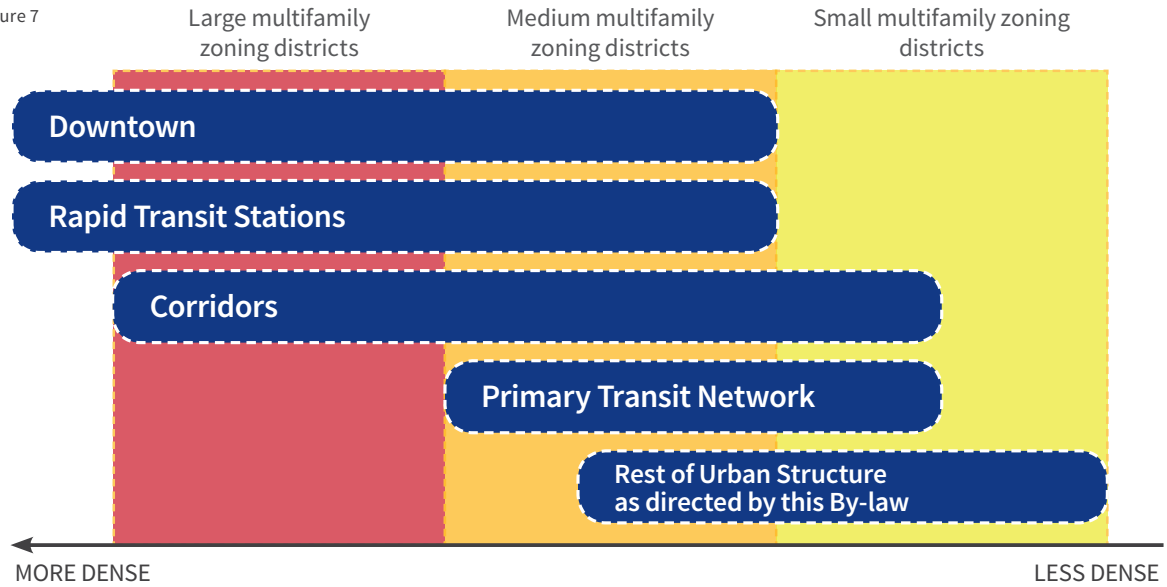 Large multifamily
zoning districts
Medium multifamily
zoning districts
Small multifamily zoning
districts
Downtown
Rapid Transit Stations
Corridors
Primary Transit Network
Rest of Urban Structure
as directed by this By-law
MORE DENSE
LESS DENSE